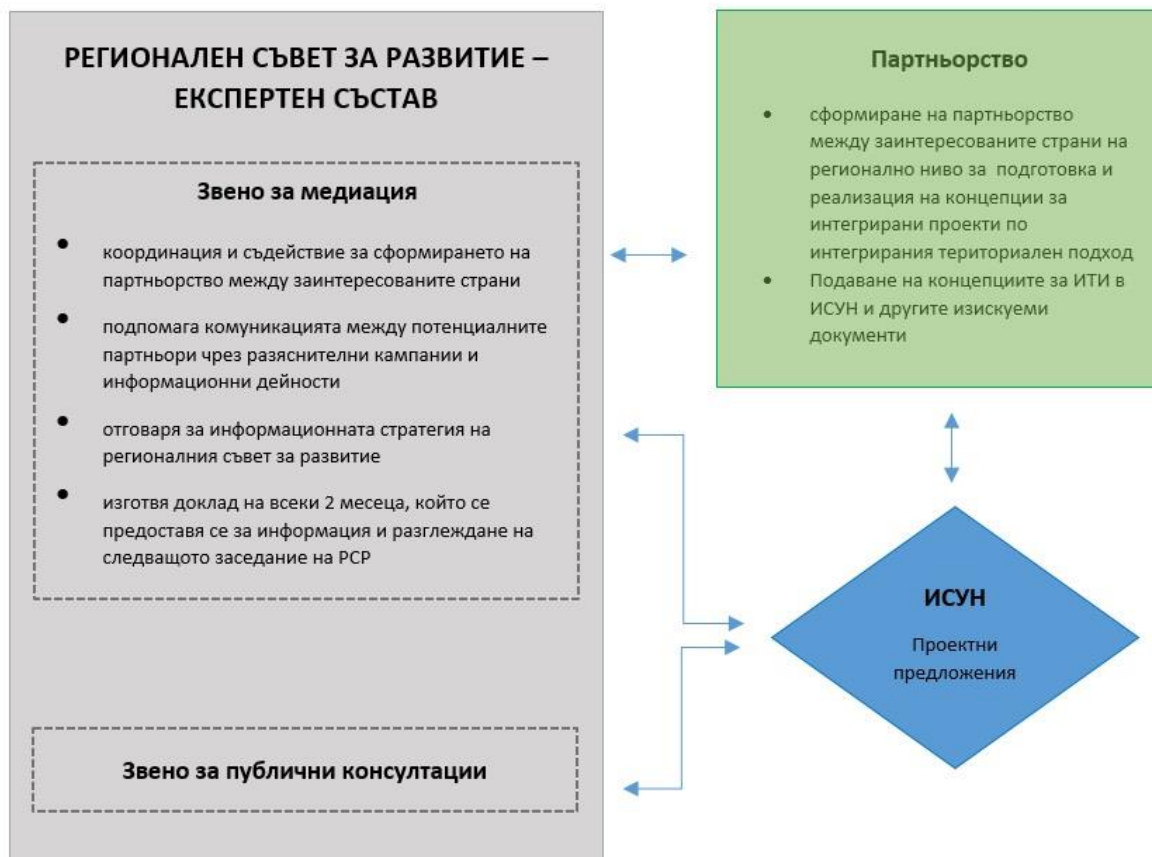 РЕГИОНАЛЕН СЪВЕТ ЗА РАЗВИТИЕ –
ЕКСПЕРТЕН СЪСТАВ
Звено за медиация
• координация и съдействие за сформирането на
партньорство между заинтересованите страни
• подпомага комуникацията между потенциалните
партньори чрез разяснителни кампании и
информационни дейности
• отговаря за информационната стратегия на
регионалния съвет за развитие
• изготвя доклад на всеки 2 месеца, който се
предоставя се за информация и разглеждане на
следващото заседание на РСР
Звено за публични консултации
Партньорство
• сформиране на партньорство
между заинтересованите страни на
регионално ниво за подготовка и
реализация на концепции за
интегрирани проекти по
интегрирания териториален подход
• Подаване на концепциите за ИТИ в
ИСУН и другите изискуеми
документи
ИСУН
Проектни
предложения